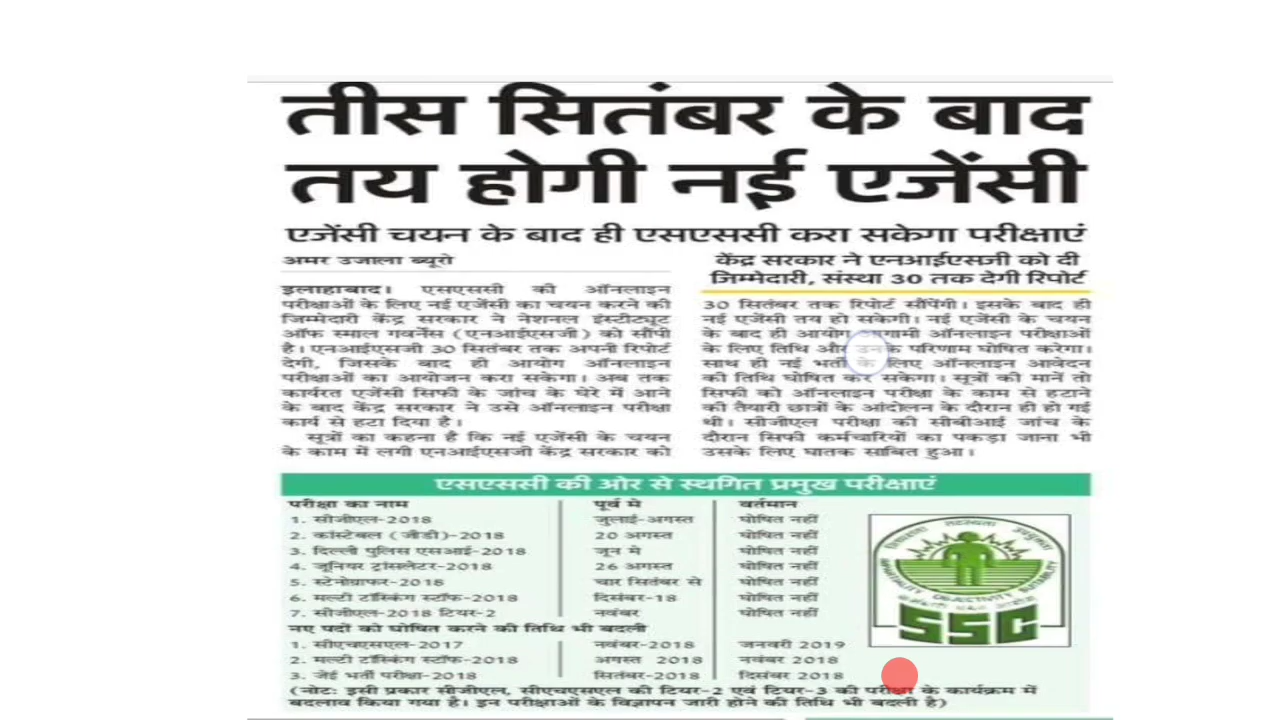 तीस सितंबर के बाद
तय होगी नई एजेंसी
एजेंसी चयन के बाद ही एसएससी करा सकेगा परीक्षाएं
अमर उजाला ब्यूरो
इलाहाबाद। एसएससी की ऑनलाइन
परीक्षाओं के लिए नई एजेंसी का चयन करने की
जिम्मेदारी केंद्र सरकार ने नेशनल इंस्टीट्यूट
ऑफ स्माल गवर्नेंस (एनआईएसजी) को सौंपी
है। एनआईएसजी 30 सितंबर तक अपनी रिपोर्ट
देगी, जिसके बाद ही आयोग ऑनलाइन
परीक्षाओं का आयोजन करा सकेगा। अब तक
कार्यरत एजेंसी सिफी के जांच के घेरे में आने
के बाद केंद्र सरकार ने उसे ऑनलाइन परीक्षा
कार्य से हटा दिया है।
सूत्रों का कहना है कि नई एजेंसी के चयन
के काम में लगी एनआईएसजी केंद्र सरकार को
केंद्र सरकार ने एनआईएसजी को दी
जिम्मेदारी, संस्था 30 तक देगी रिपोर्ट
30 सितंबर तक रिपोर्ट सौंपेगी। इसके बाद ही
नई एजेंसी तय हो सकेगी। नई एजेंसी के चयन
के बाद ही आयोग आगामी ऑनलाइन परीक्षाओं
के लिए तिथि और उनके परिणाम घोषित करेगा।
साथ ही नई भर्ती के लिए ऑनलाइन आवेदन
की तिथि घोषित कर सकेगा। सूत्रों की मानें तो
सिफी को ऑनलाइन परीक्षा के काम से हटाने
की तैयारी छात्रों के आंदोलन के दौरान ही हो गई
थी। सीजीएल परीक्षा की सीबीआई जांच के
दौरान सिफी कर्मचारियों का पकड़ा जाना भी
उसके लिए घातक साबित हुआ।
एसएससी की ओर से स्थगित प्रमुख परीक्षाएं
परीक्षा का नाम पूर्व में वर्तमान
1. सीजीएल-2018 जुलाई-अगस्त घोषित नहीं
2. कांस्टेबल (जीडी)-2018 20 अगस्त घोषित नहीं
3. दिल्ली पुलिस एसआई-2018 जून में घोषित नहीं
4. जूनियर ट्रांसलेटर-2018 26 अगस्त घोषित नहीं
5. स्टेनोग्राफर-2018 चार सितंबर से घोषित नहीं
6. मल्टी टॉस्किंग स्टॉफ-2018 दिसंबर-18 घोषित नहीं
7. सीजीएल-2018 टियर-2 नवंबर घोषित नहीं
नए पदों को घोषित करने की तिथि भी बदली
1. सीएचएसएल-2017 नवंबर-2018 जनवरी 2019
2. मल्टी टॉस्किंग स्टॉफ-2018 अगस्त 2018 नवंबर 2018
3. जेई भर्ती परीक्षा-2018 सितंबर-2018 दिसंबर 2018
(नोट: इसी प्रकार सीजीएल, सीएचएसएल की टियर-2 एवं टियर-3 की परीक्षा के कार्यक्रम में
बदलाव किया गया है। इन परीक्षाओं के विज्ञापन जारी होने की तिथि भी बदली है)
SSC